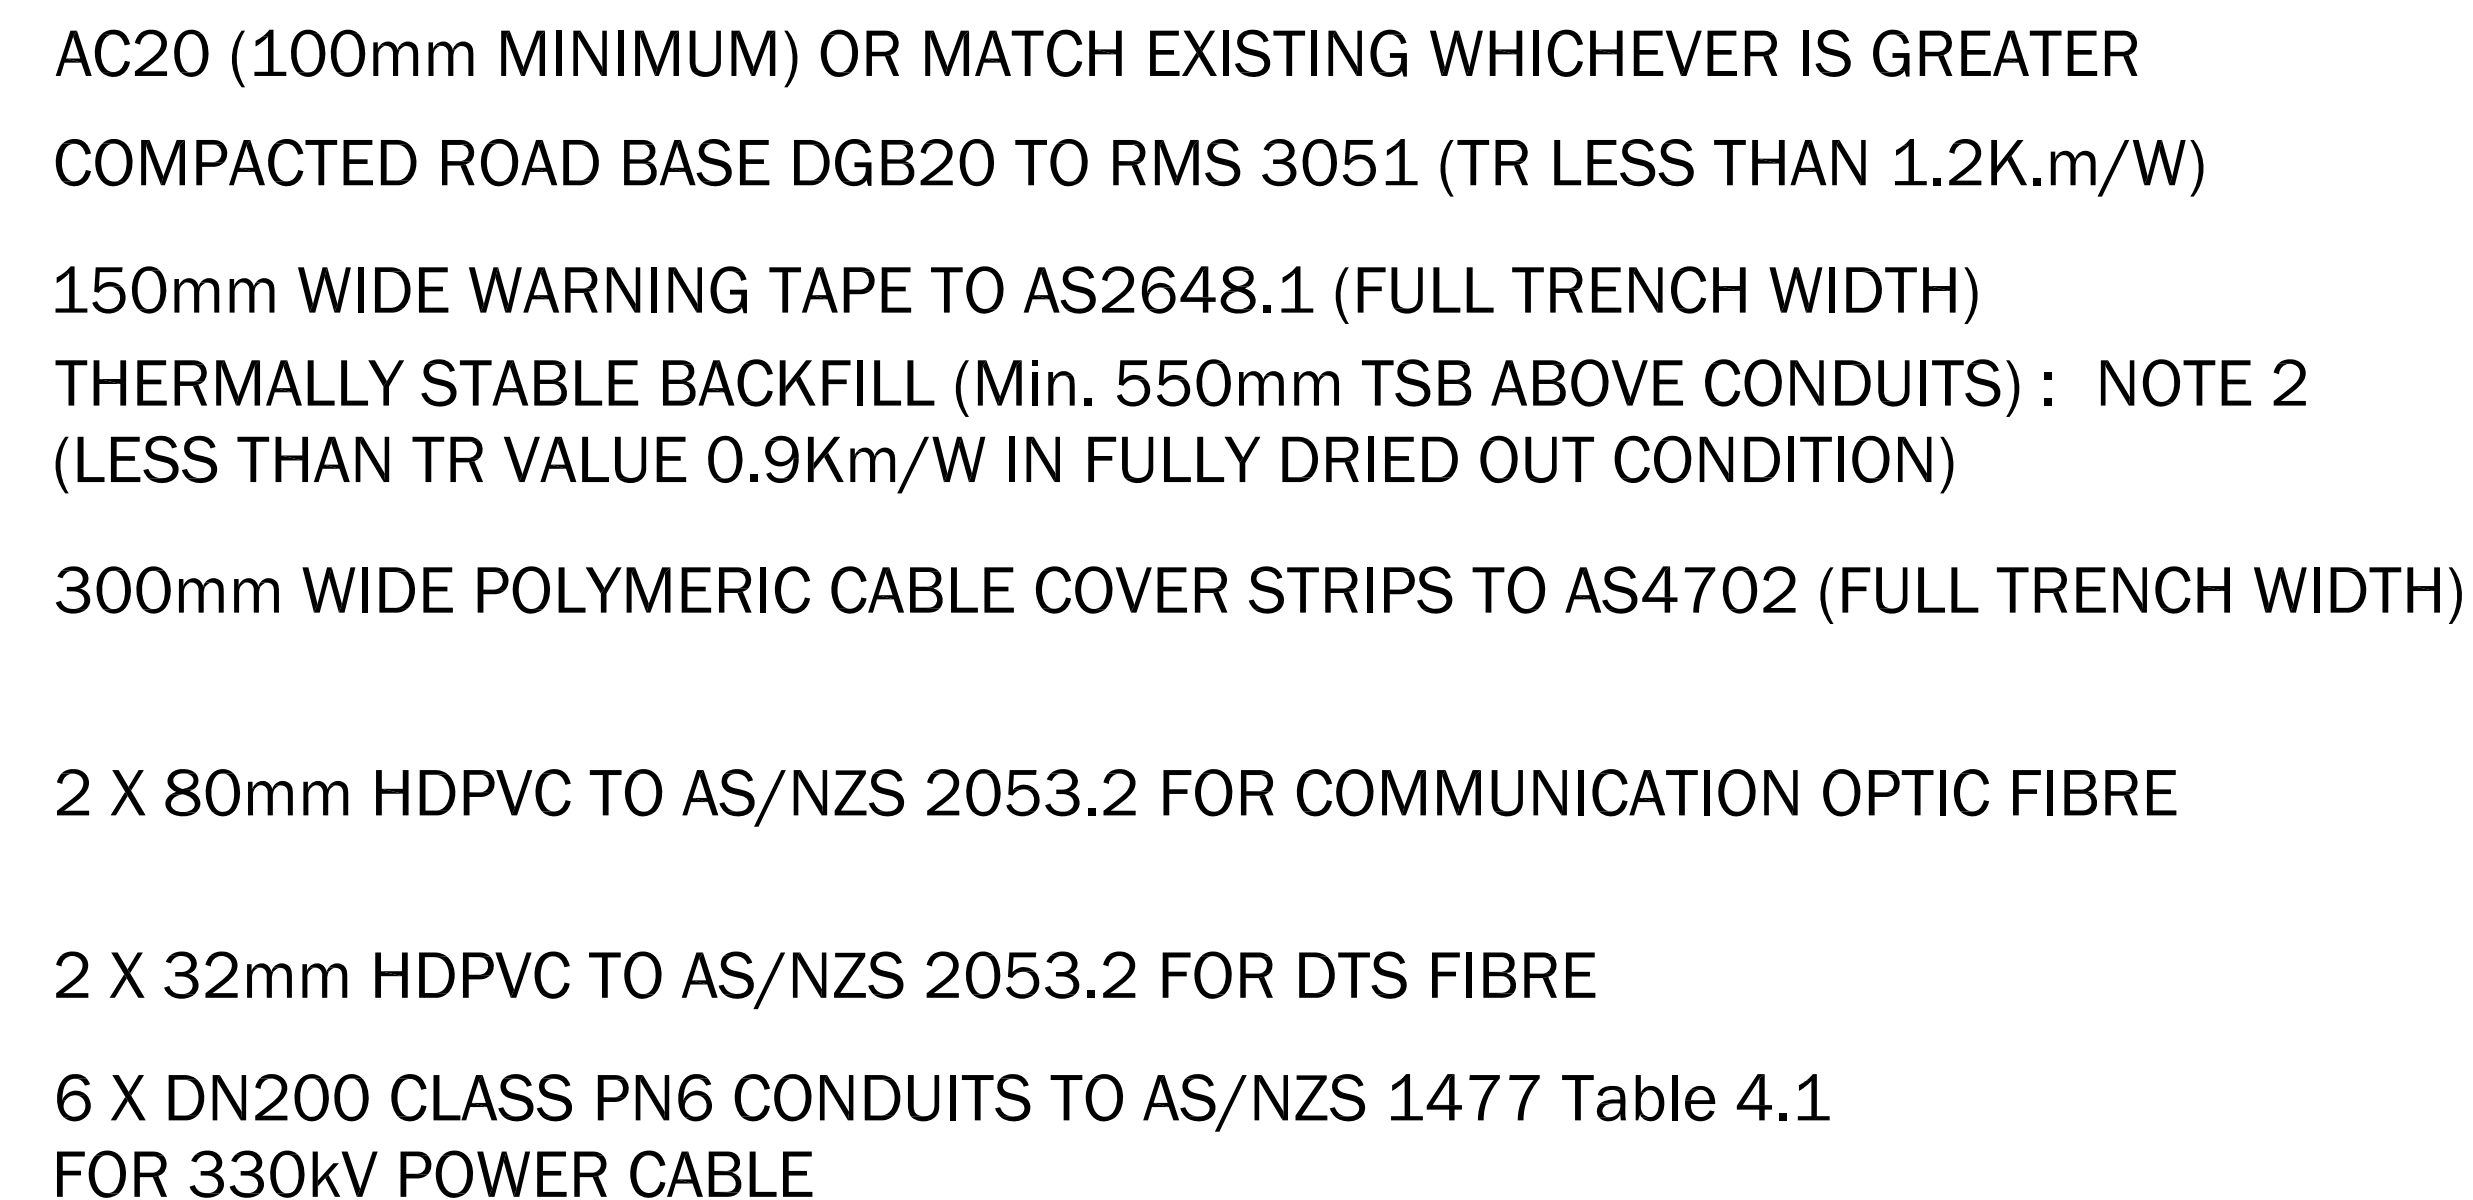 AC20 (100mm MINIMUM) OR MATCH EXISTING WHICHEVER IS GREATER
COMPACTED ROAD BASE DGB20 TO RMS 3051 (TR LESS THAN 1.2K.m/W)
150mm WIDE WARNING TAPE TO AS2648.1 (FULL TRENCH WIDTH)
THERMALLY STABLE BACKFILL (Min. 550mm TSB ABOVE CONDUITS) :  NOTE 2
(LESS THAN TR VALUE 0.9Km/W IN FULLY DRIED OUT CONDITION)
300mm WIDE POLYMERIC CABLE COVER STRIPS TO AS4702 (FULL TRENCH WIDTH)
2 X 80mm HDPVC TO AS/NZS 2053.2 FOR COMMUNICATION OPTIC FIBRE
2 X 32mm HDPVC TO AS/NZS 2053.2 FOR DTS FIBRE
6 X DN200 CLASS PN6 CONDUITS TO AS/NZS 1477 Table 4.1
FOR 330kV POWER CABLE